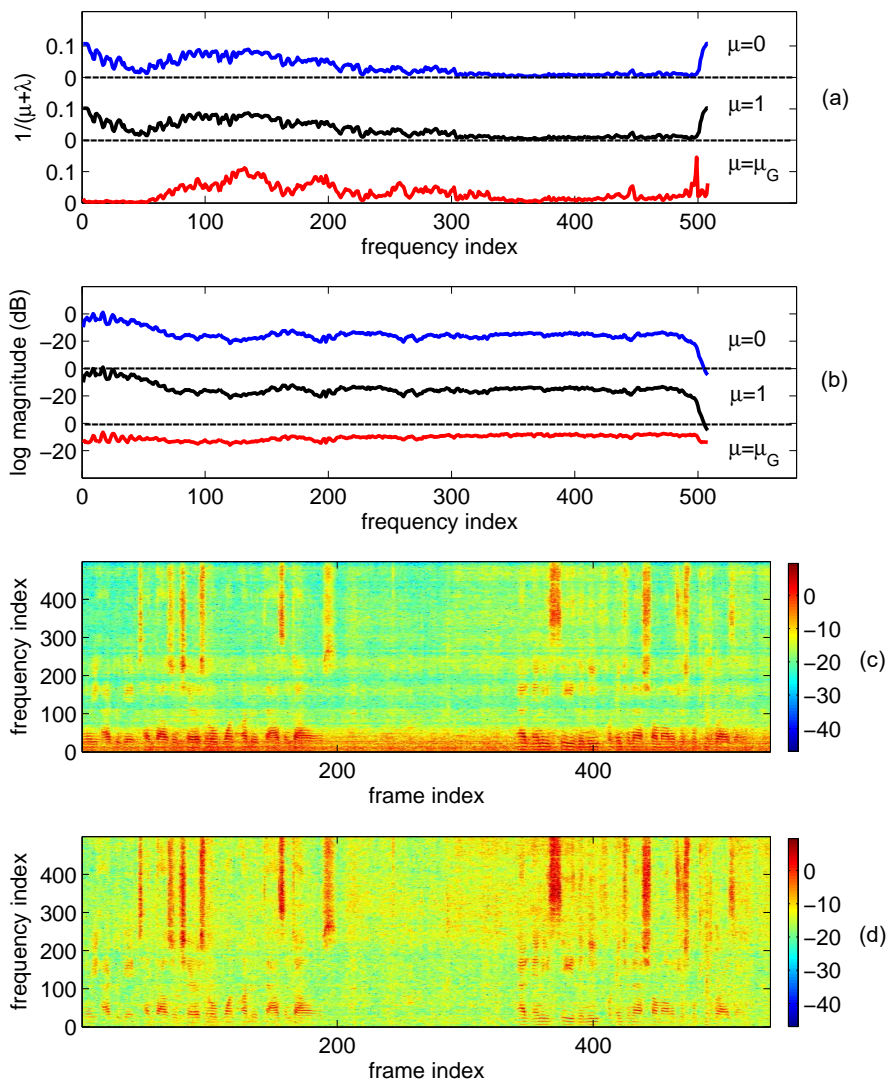 0.1
0
0.1
0
0.1
0
1/(μ+λ)
μ=0
μ=1
μ=μG
(a)
0 100 200 300 400 500
frequency index
0
−20
0
−20
0
−20
log magnitude (dB)
μ=0
μ=1
μ=μG
(b)
0 100 200 300 400 500
frequency index
400
300
200
100
0
frequency index
200 400
frame index
0
−10
−20
−30
−40
(c)
400
300
200
100
0
frequency index
200 400
frame index
0
−10
−20
−30
−40
(d)